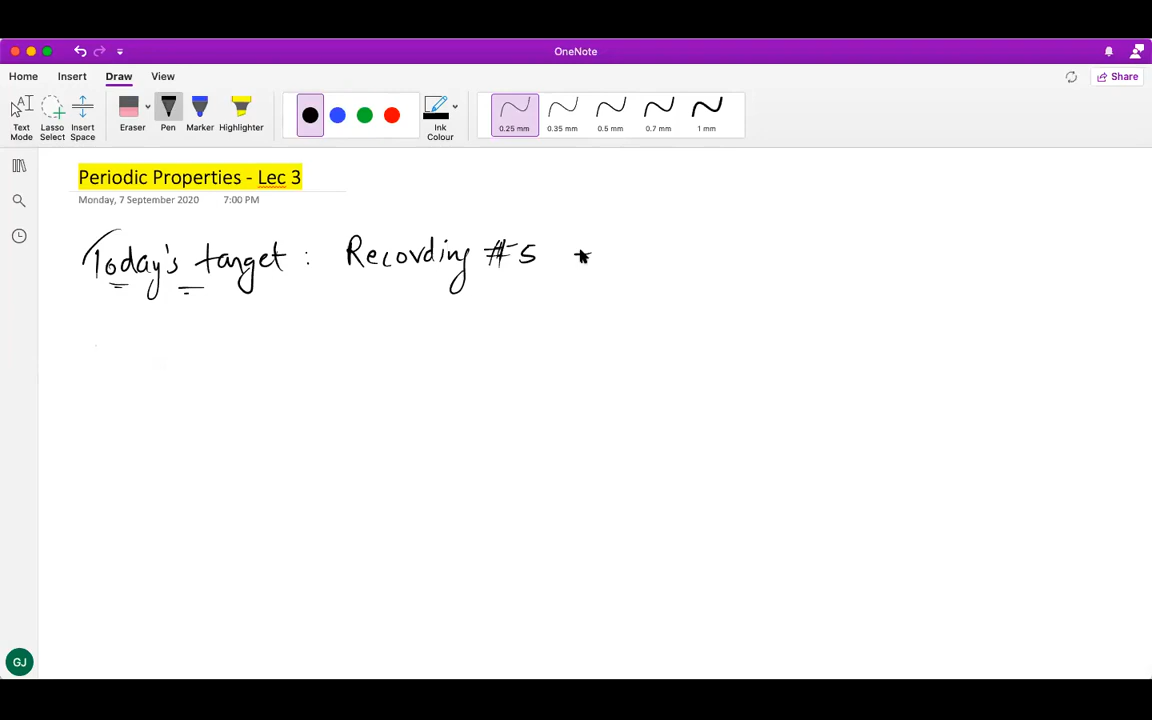 OneNote
Home Insert Draw View
Share
Text Mode
Lasso Select
Insert Space
Eraser
Pen
Marker
Highlighter
Ink Colour
0.25 mm 0.35 mm 0.5 mm 0.7 mm 1 mm
Periodic Properties - Lec 3
Monday, 7 September 2020 7:00 PM
Today's target : Recording #5
GJ